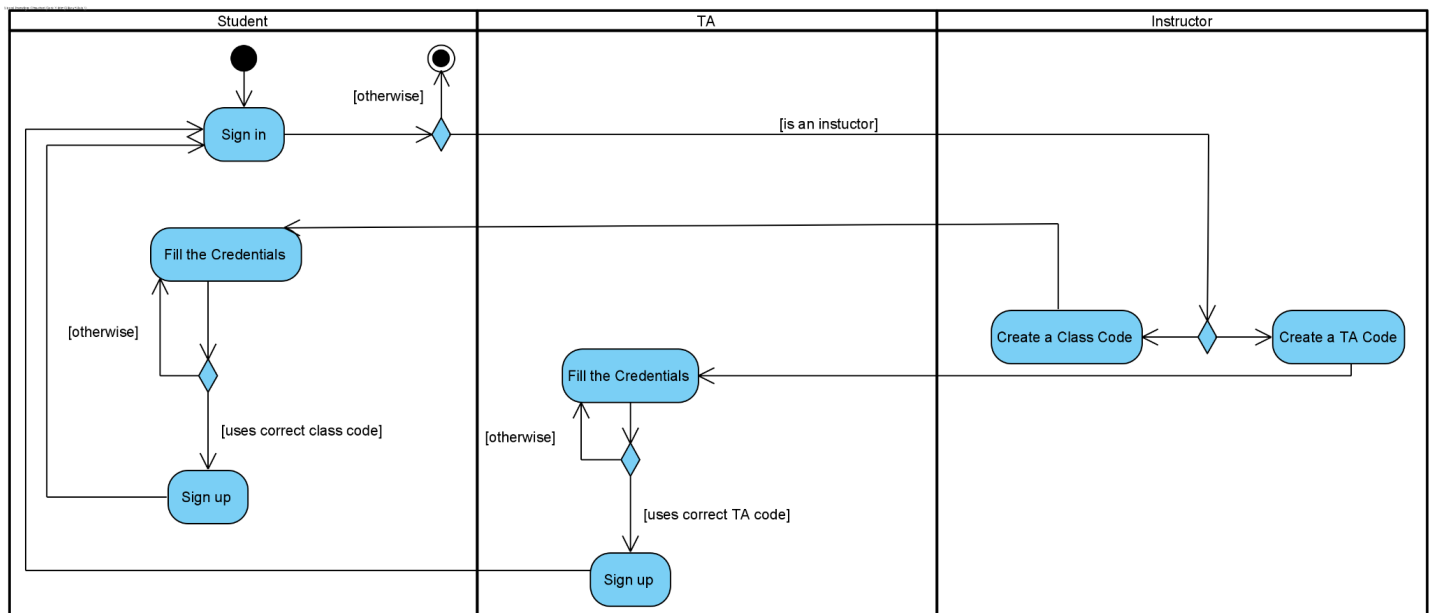 Student
TA
Instructor
[otherwise]
Sign in
[is an instuctor]
Fill the Credentials
[otherwise]
Create a Class Code
Create a TA Code
Fill the Credentials
[uses correct class code]
[otherwise]
Sign up
[uses correct TA code]
Sign up